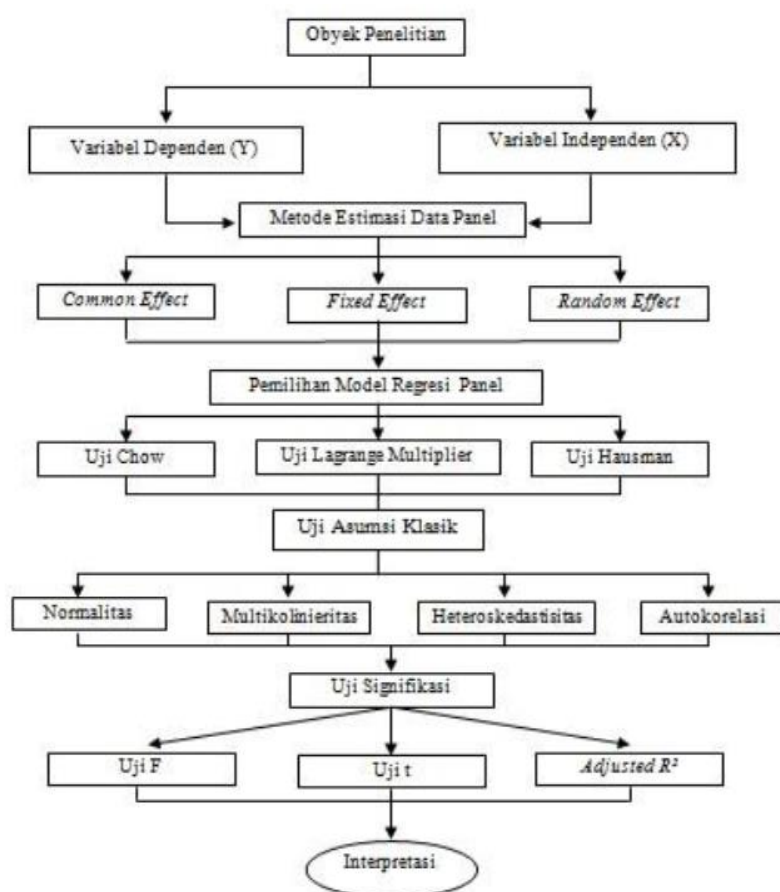 Obyek Penelitian
Variabel Dependen (Y)
Variabel Independen (X)
Metode Estimasi Data Panel
Common Effect
Fixed Effect
Random Effect
Pemilihan Model Regresi Panel
Uji Chow
Uji Lagrange Multiplier
Uji Hausman
Uji Asumsi Klasik
Normalitas
Multikolinieritas
Heteroskedastisitas
Autokorelasi
Uji Signifikasi
Uji F
Uji t
Adjusted R²
Interpretasi